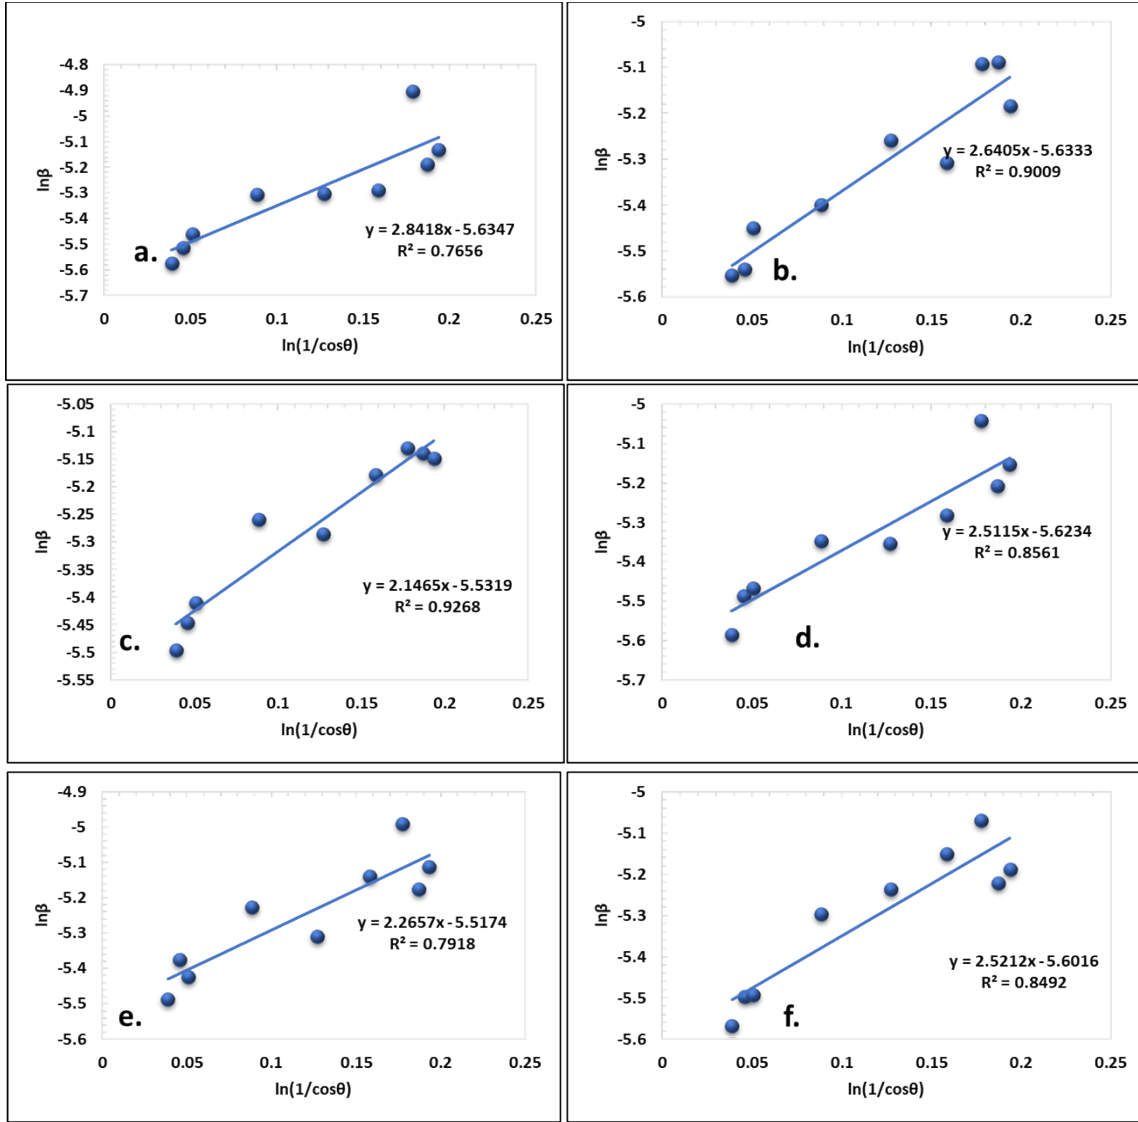 -4.8
-4.9
-5
-5.1
-5.2
-5.3
-5.4
-5.5
-5.6
-5.7
0
0.05
0.1
0.15
0.2
0.25
lnβ
ln(1/cosθ)
y = 2.8418x - 5.6347
R² = 0.7656
a.
-5
-5.1
-5.2
-5.3
-5.4
-5.5
-5.6
0
0.05
0.1
0.15
0.2
0.25
lnβ
ln(1/cosθ)
y = 2.6405x - 5.6333
R² = 0.9009
b.
-5.05
-5.1
-5.15
-5.2
-5.25
-5.3
-5.35
-5.4
-5.45
-5.5
-5.55
0
0.05
0.1
0.15
0.2
0.25
lnβ
ln(1/cosθ)
y = 2.1465x - 5.5319
R² = 0.9268
c.
-5
-5.1
-5.2
-5.3
-5.4
-5.5
-5.6
-5.7
0
0.05
0.1
0.15
0.2
0.25
lnβ
ln(1/cosθ)
y = 2.5115x - 5.6234
R² = 0.8561
d.
-4.9
-5
-5.1
-5.2
-5.3
-5.4
-5.5
-5.6
0
0.05
0.1
0.15
0.2
0.25
lnβ
ln(1/cosθ)
y = 2.2657x - 5.5174
R² = 0.7918
e.
-5
-5.1
-5.2
-5.3
-5.4
-5.5
-5.6
0
0.05
0.1
0.15
0.2
0.25
lnβ
ln(1/cosθ)
y = 2.5212x - 5.6016
R² = 0.8492
f.